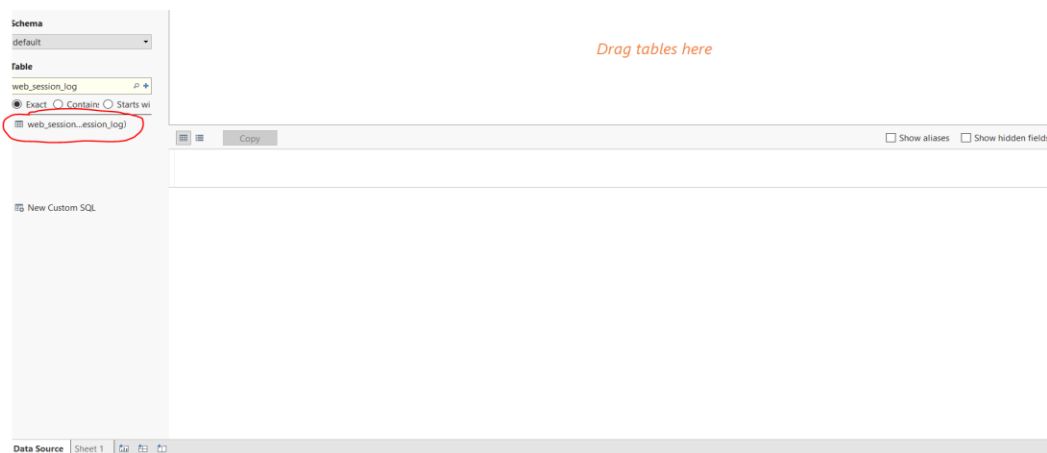 Schema
default
Table
web_session_log
Exact Contain: Starts wi
web_session...ession_log)
New Custom SQL
Drag tables here
Copy
Show aliases Show hidden fields
Data Source Sheet 1